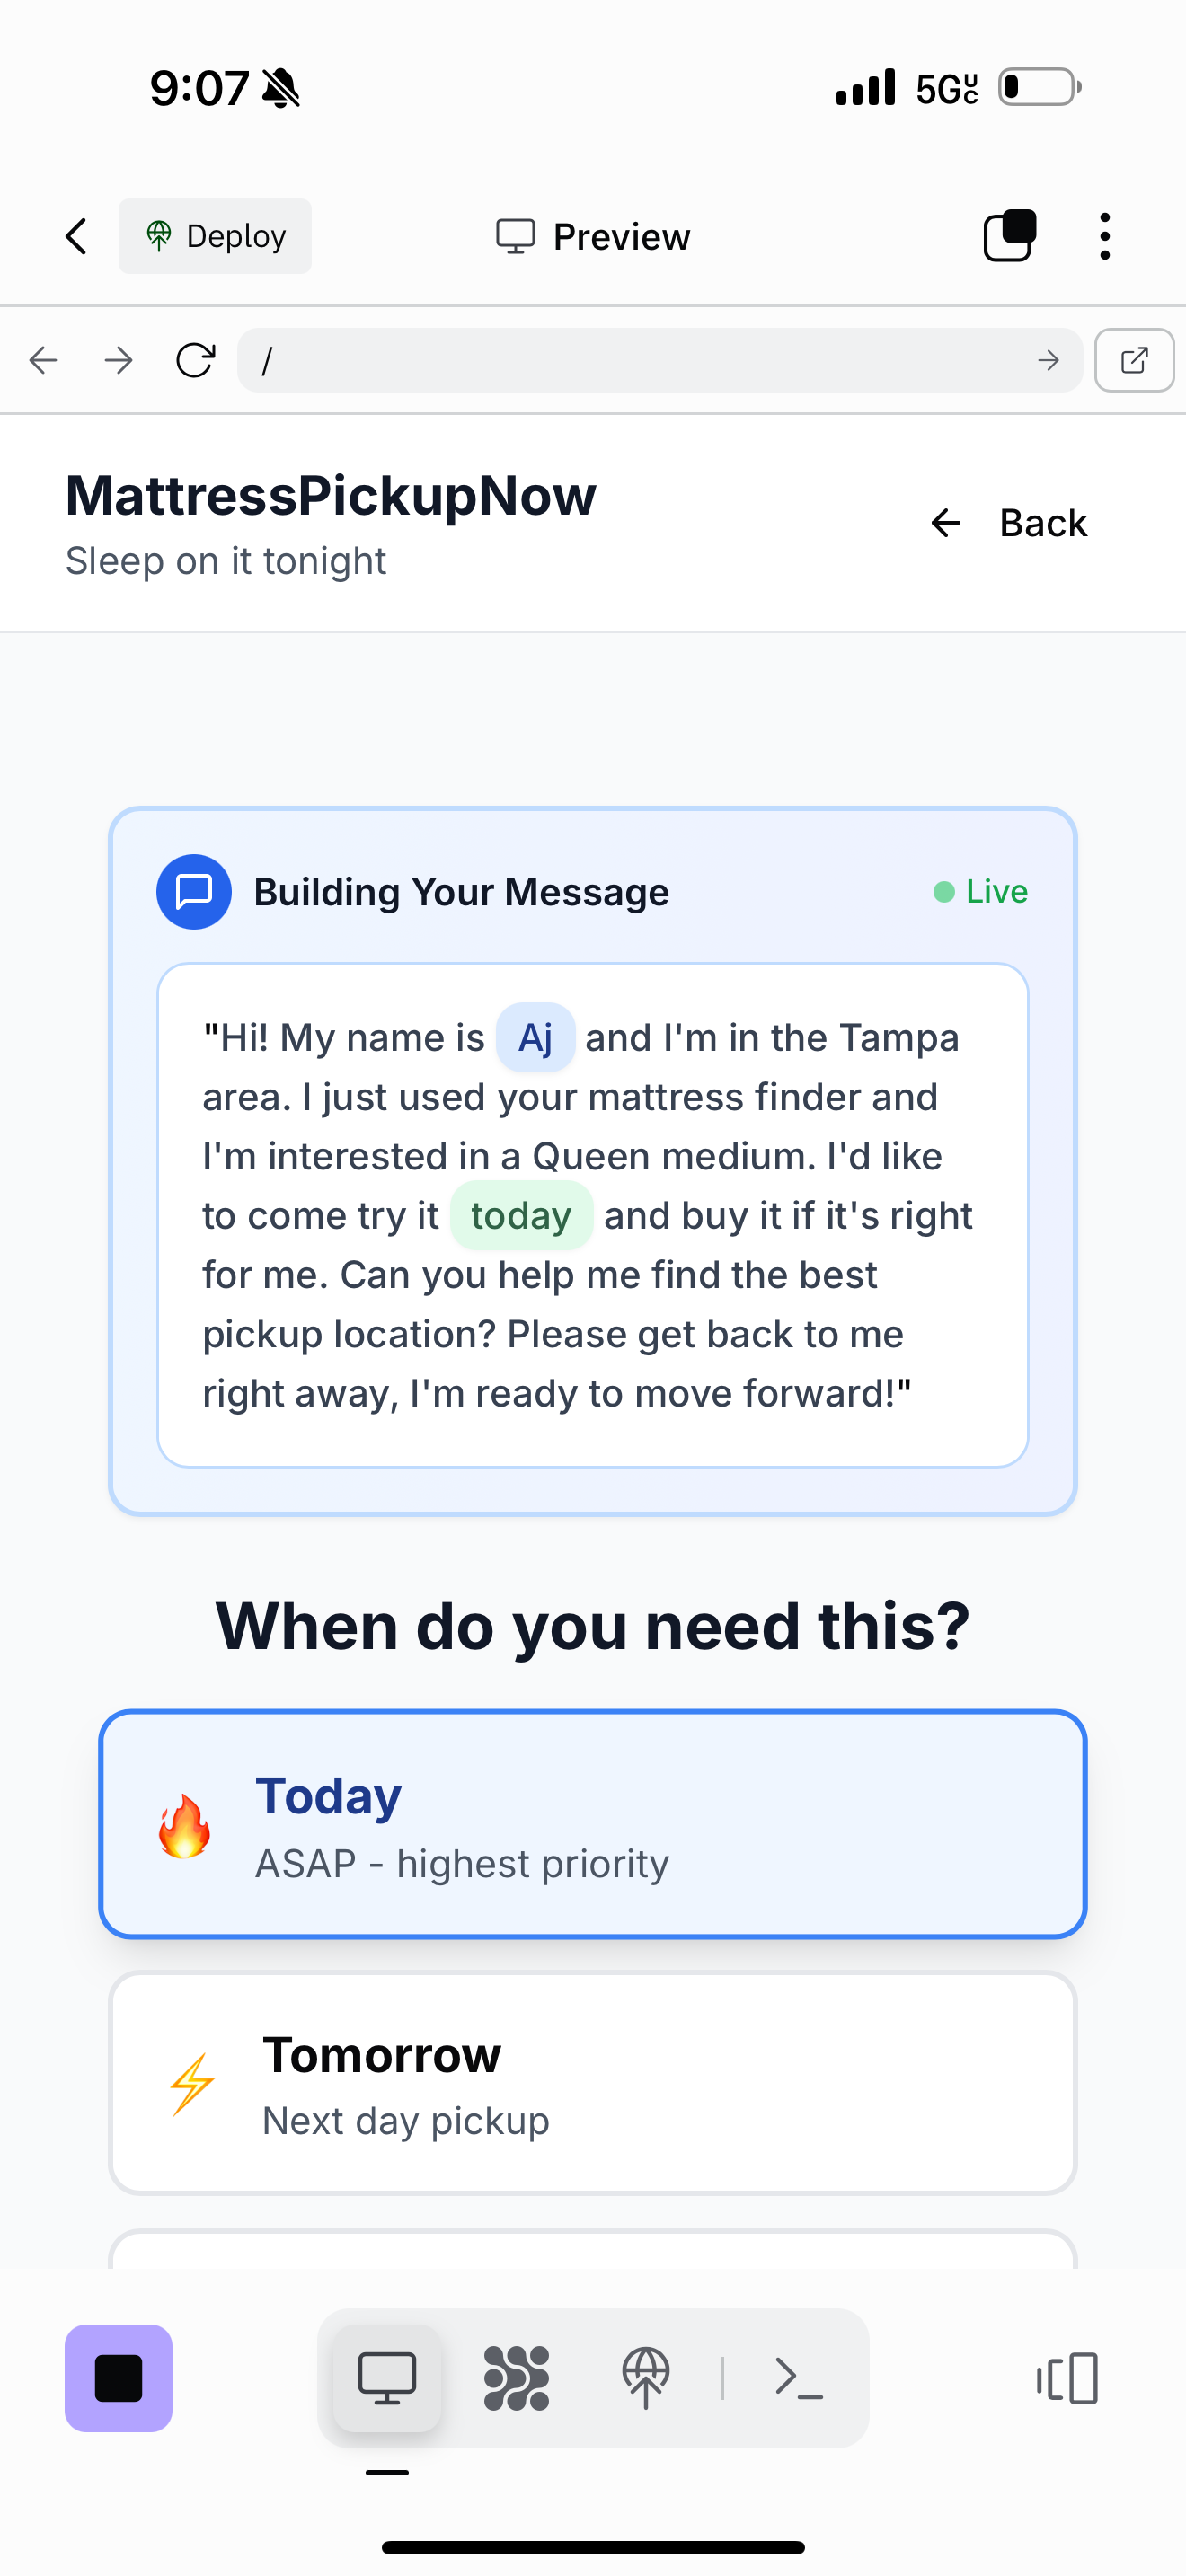 9:07
5G UC
Deploy
Preview
/
MattressPickupNow
Sleep on it tonight
Back
Building Your Message
Live
"Hi! My name is Aj and I'm in the Tampa
area. I just used your mattress finder and
I'm interested in a Queen medium. I'd like
to come try it today and buy it if it's right
for me. Can you help me find the best
pickup location? Please get back to me
right away, I'm ready to move forward!"
When do you need this?
Today
ASAP - highest priority
Tomorrow
Next day pickup